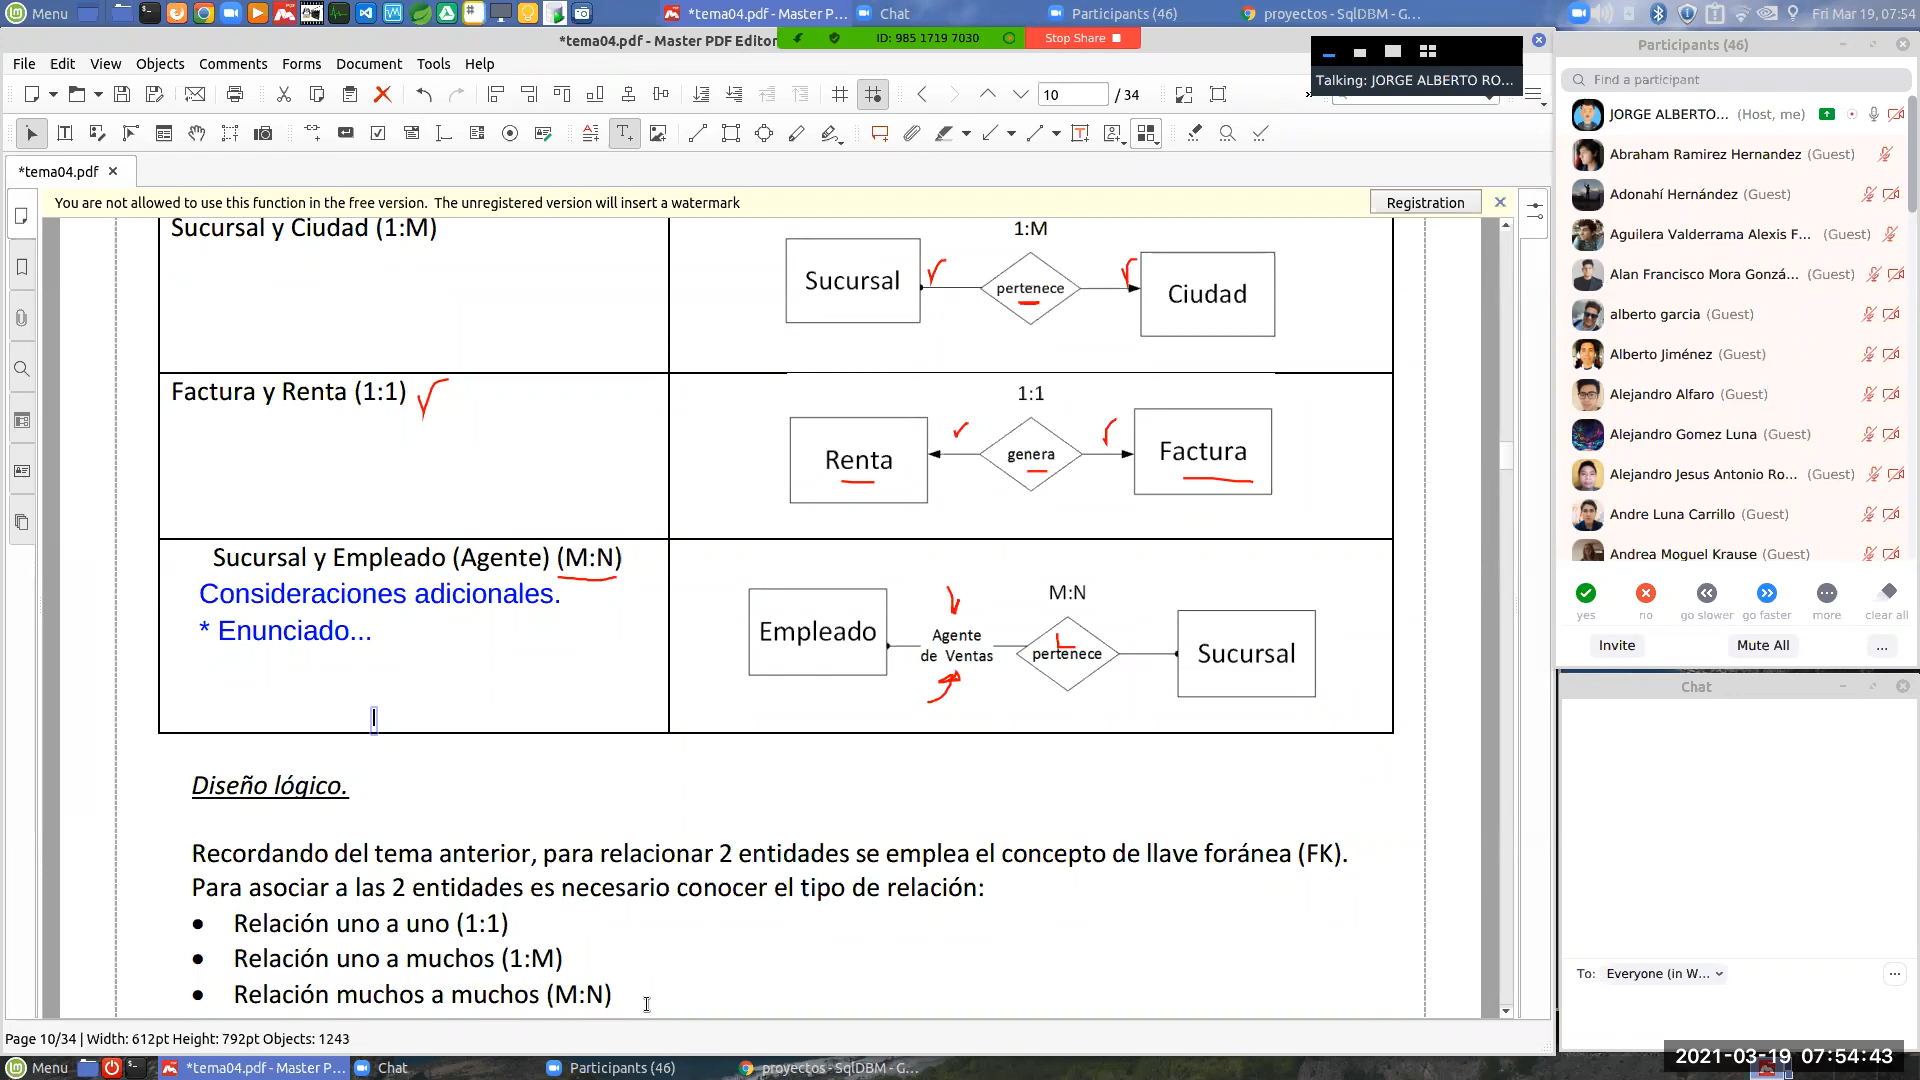 Menu
*tema04.pdf - Master PDF...
Chat
Participants (46)
proyectos - SqlDBM - G...
Fri Mar 19, 07:54
*tema04.pdf - Master PDF Editor
ID: 985 1719 7030
Stop Share
Talking: JORGE ALBERTO RO...
File Edit View Objects Comments Forms Document Tools Help
10 / 34
*tema04.pdf
You are not allowed to use this function in the free version. The unregistered version will insert a watermark
Registration
Sucursal y Ciudad (1:M)
1:M
Sucursal
pertenece
Ciudad
Factura y Renta (1:1)
1:1
Renta
genera
Factura
Sucursal y Empleado (Agente) (M:N)
Consideraciones adicionales.
* Enunciado...
M:N
Empleado
Agente
de Ventas
pertenece
Sucursal
Diseño lógico.
Recordando del tema anterior, para relacionar 2 entidades se emplea el concepto de llave foránea (FK).
Para asociar a las 2 entidades es necesario conocer el tipo de relación:
• Relación uno a uno (1:1)
• Relación uno a muchos (1:M)
• Relación muchos a muchos (M:N)
Page 10/34 | Width: 612pt Height: 792pt Objects: 1243
Participants (46)
Find a participant
JORGE ALBERTO... (Host, me)
Abraham Ramirez Hernandez (Guest)
Adonahí Hernández (Guest)
Aguilera Valderrama Alexis F... (Guest)
Alan Francisco Mora Gonzá... (Guest)
alberto garcia (Guest)
Alberto Jiménez (Guest)
Alejandro Alfaro (Guest)
Alejandro Gomez Luna (Guest)
Alejandro Jesus Antonio Ro... (Guest)
Andre Luna Carrillo (Guest)
Andrea Moguel Krause (Guest)
yes no go slower go faster more clear all
Invite Mute All ...
Chat
To: Everyone (in W...
Menu
*tema04.pdf - Master P...
Chat
Participants (46)
proyectos - SqlDBM - G...
2021-03-19 07:54:43